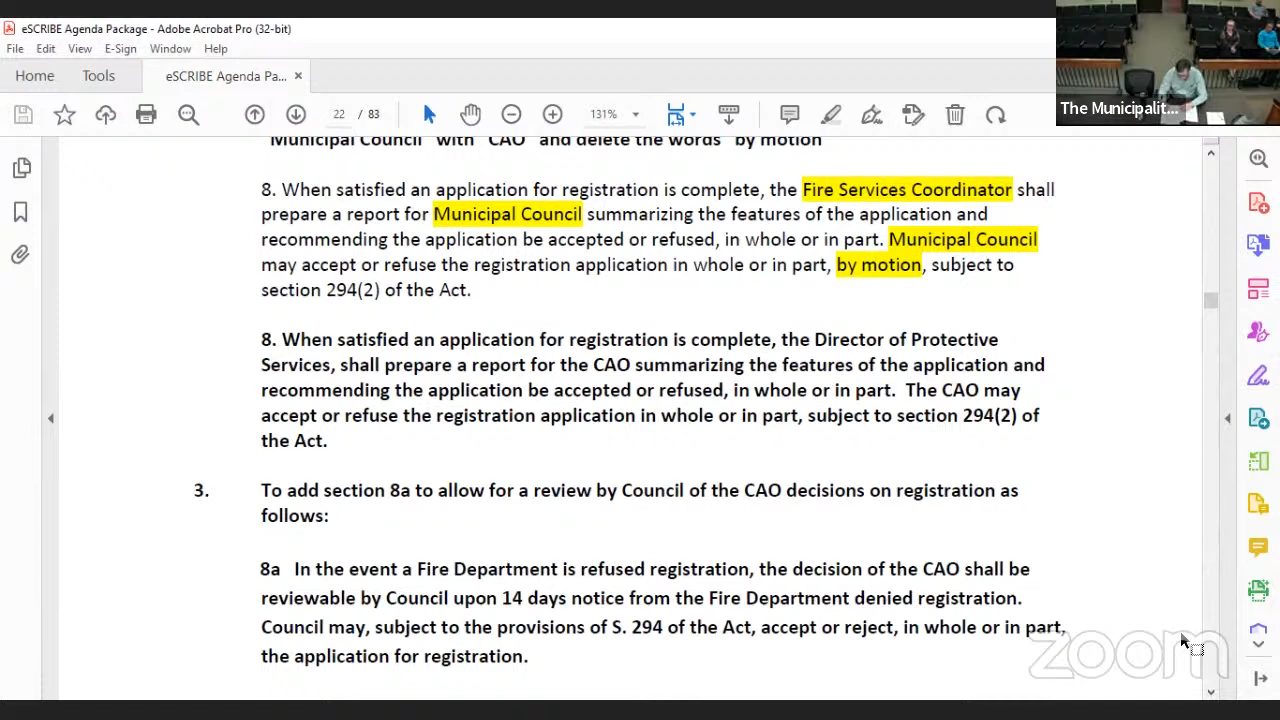 eSCRIBE Agenda Package - Adobe Acrobat Pro (32-bit)
File Edit View E-Sign Window Help
Home Tools eSCRIBE Agenda Pa... ×
22 / 83 131%
The Municipalit...
Municipal Council" with "CAO" and delete the words "by motion"
8. When satisfied an application for registration is complete, the Fire Services Coordinator shall
prepare a report for Municipal Council summarizing the features of the application and
recommending the application be accepted or refused, in whole or in part. Municipal Council
may accept or refuse the registration application in whole or in part, by motion, subject to
section 294(2) of the Act.
8. When satisfied an application for registration is complete, the Director of Protective
Services, shall prepare a report for the CAO summarizing the features of the application and
recommending the application be accepted or refused, in whole or in part. The CAO may
accept or refuse the registration application in whole or in part, subject to section 294(2) of
the Act.
3. To add section 8a to allow for a review by Council of the CAO decisions on registration as
follows:
8a In the event a Fire Department is refused registration, the decision of the CAO shall be
reviewable by Council upon 14 days notice from the Fire Department denied registration.
Council may, subject to the provisions of S. 294 of the Act, accept or reject, in whole or in part,
the application for registration.
zoom